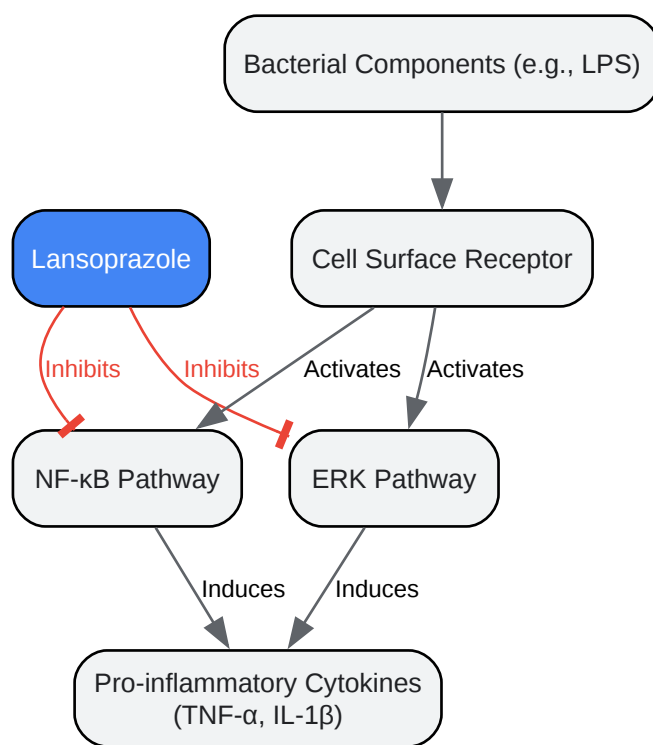 Bacterial Components (e.g., LPS)
Lansoprazole
Cell Surface Receptor
Inhibits
Inhibits
Activates
Activates
NF-κB Pathway
ERK Pathway
Induces
Induces
Pro-inflammatory Cytokines
(TNF-α, IL-1β)